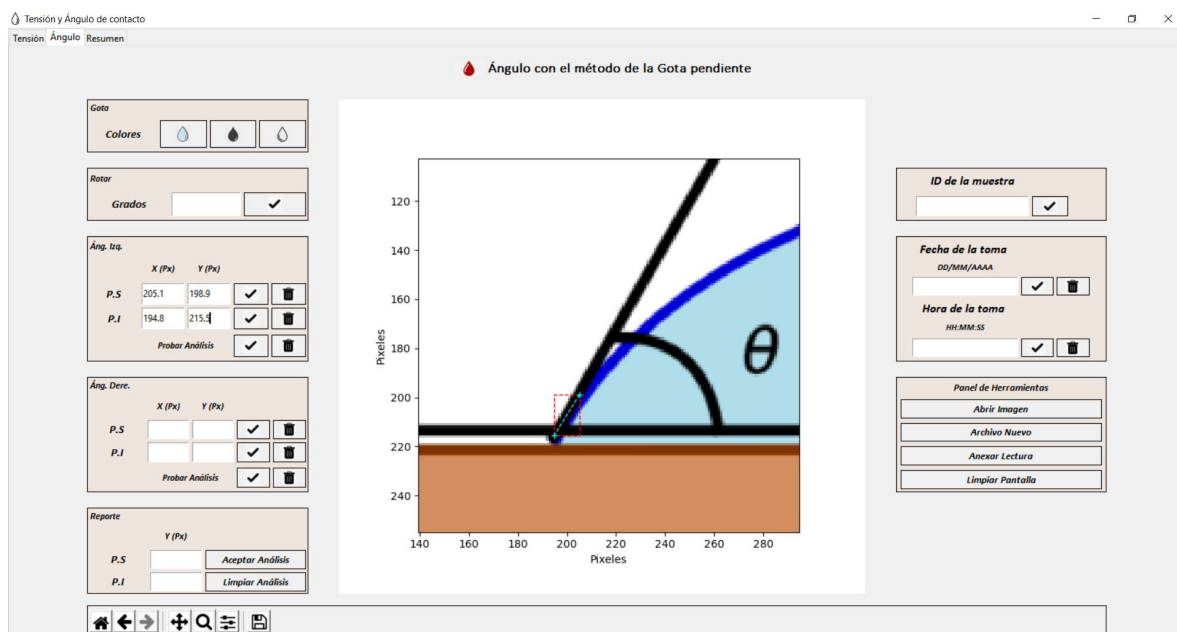 Tensión y Ángulo de contacto
Tensión Ángulo Resumen
Ángulo con el método de la Gota pendiente
Gota
Colores
Rotar
Grados
Áng. Izq.
X (Px) Y (Px)
P.S 205.1 198.9
P.I 194.8 215.5
Probar Análisis
Áng. Dere.
X (Px) Y (Px)
P.S
P.I
Probar Análisis
Reporte
Y (Px)
P.S Aceptar Análisis
P.I Limpiar Análisis
120
140
160
180
200
220
240
Pixeles
θ
140 160 180 200 220 240 260 280
Pixeles
ID de la muestra
Fecha de la toma
DD/MM/AAAA
Hora de la toma
HH:MM:SS
Panel de Herramientas
Abrir Imagen
Archivo Nuevo
Anexar Lectura
Limpiar Pantalla